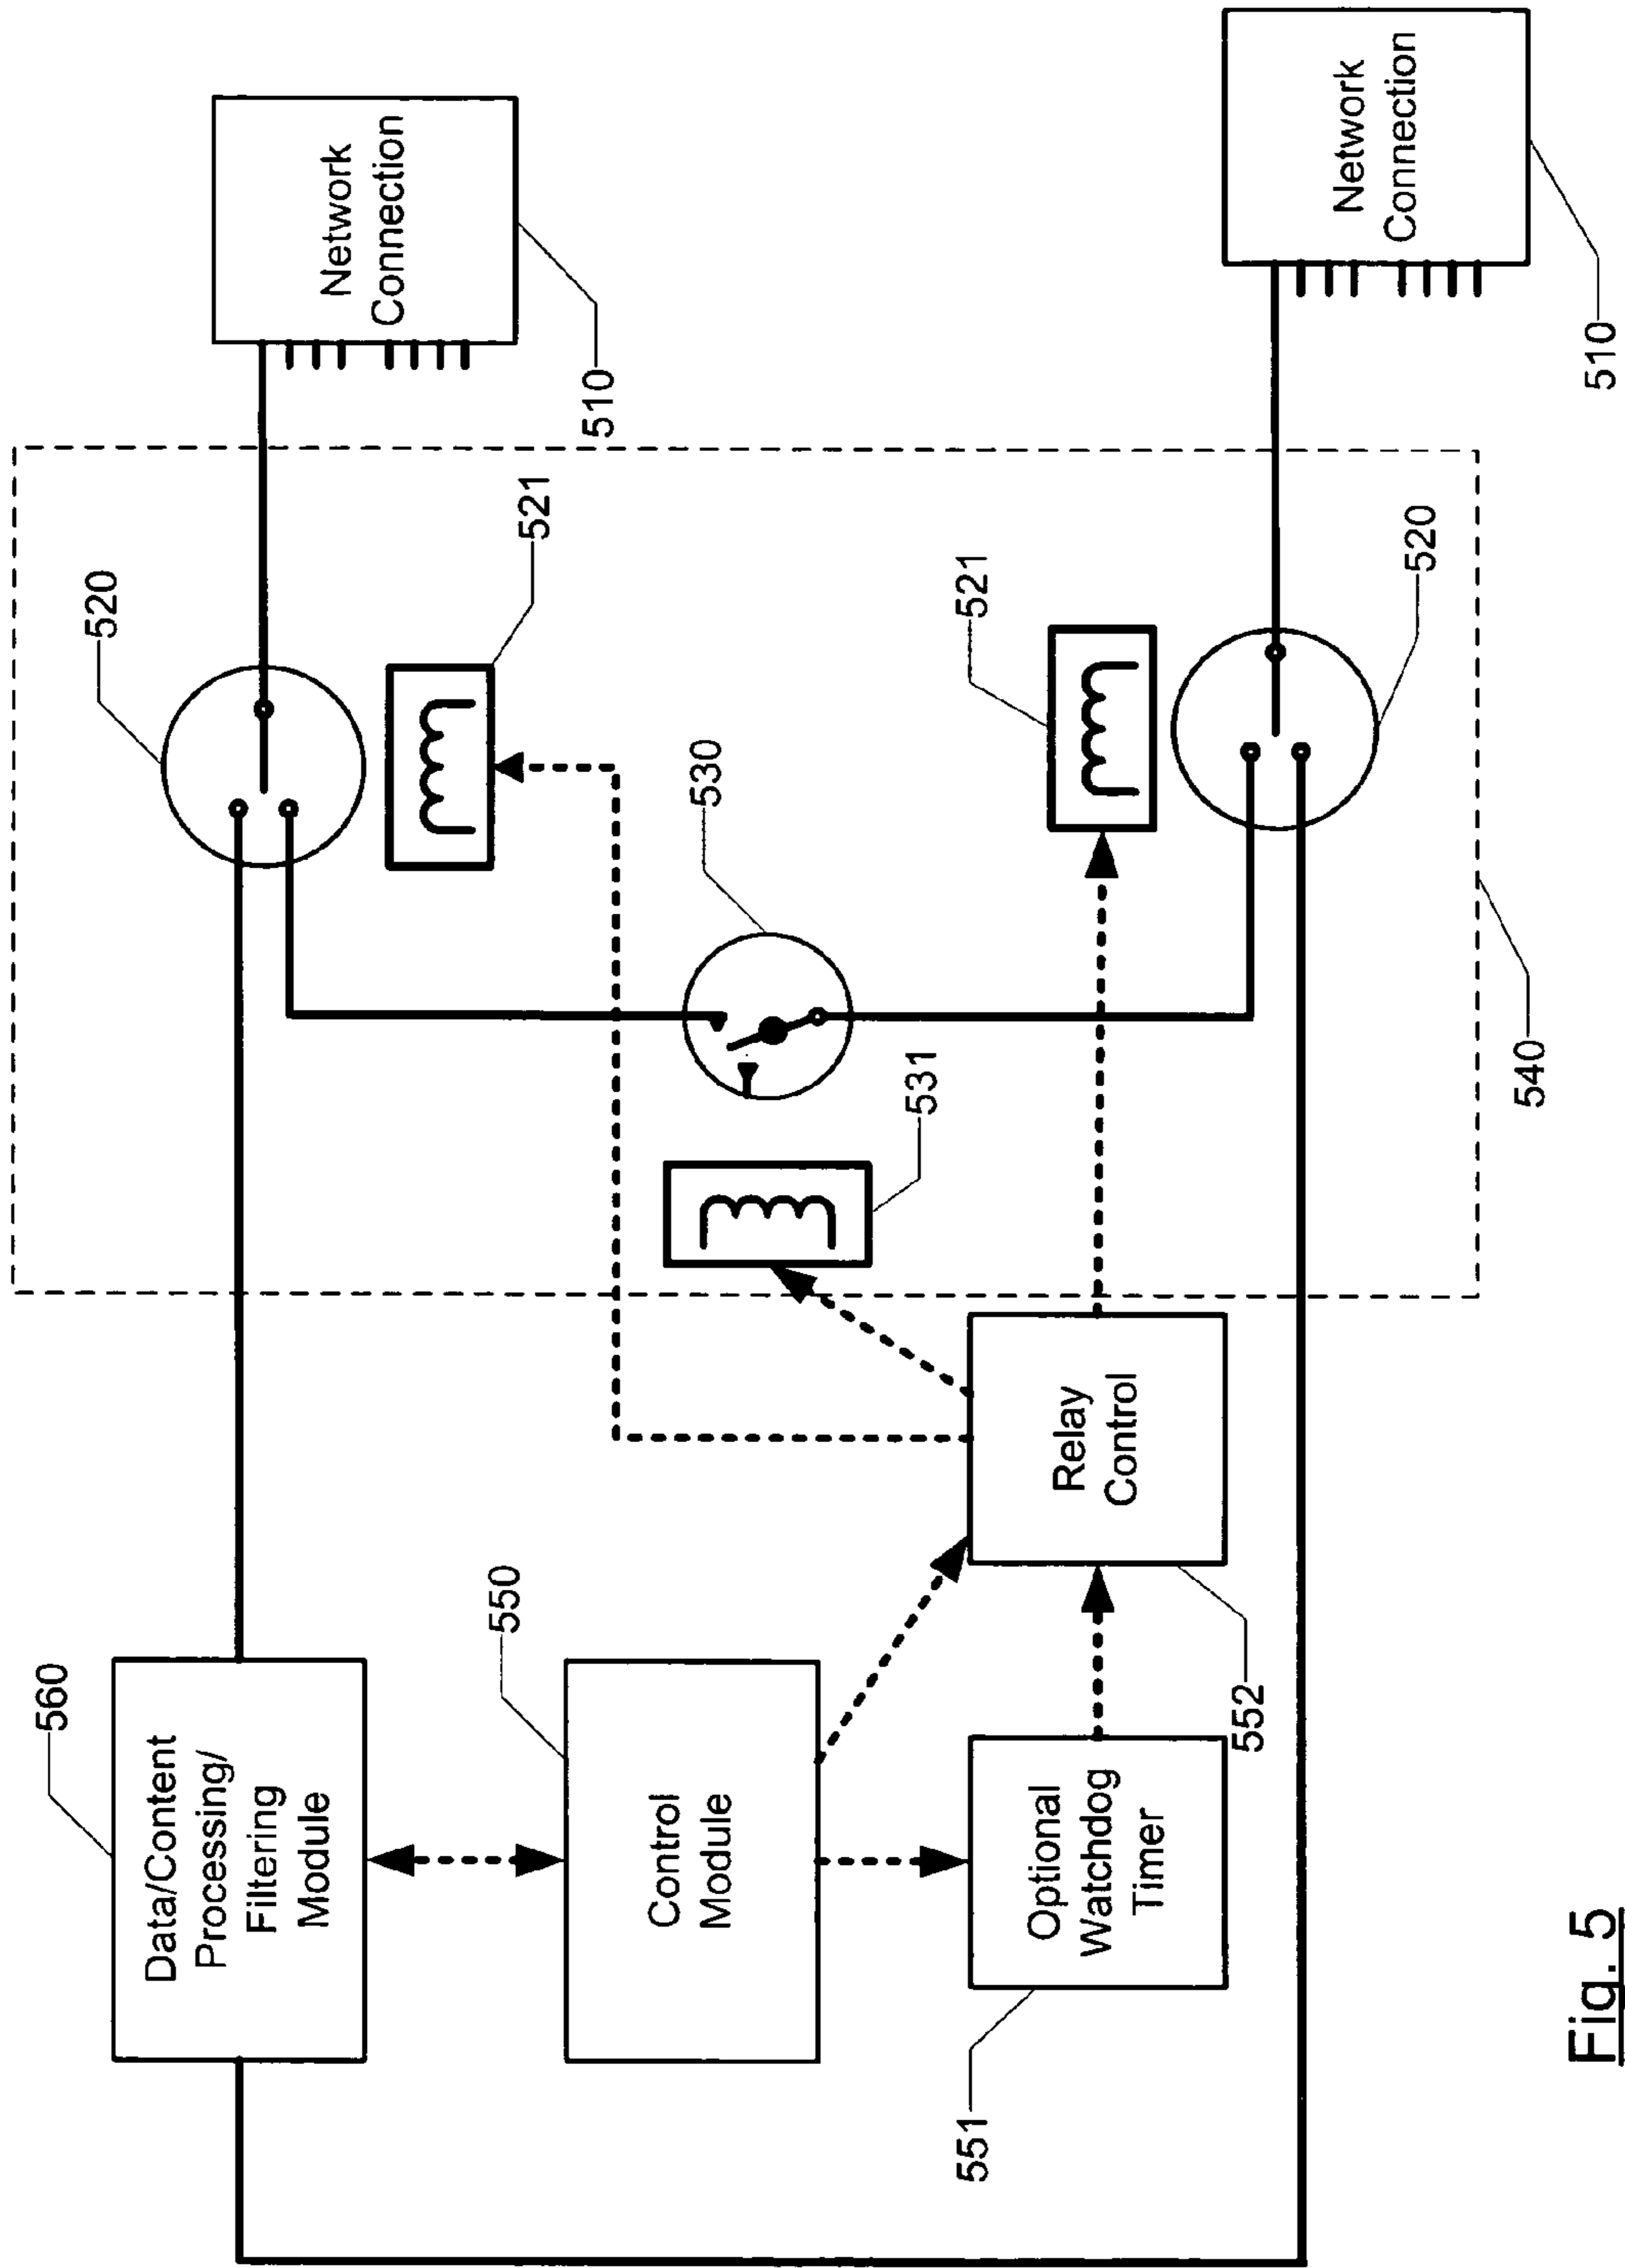 560
Data/Content
Processing/
Filtering
Module
550
Control
Module
551
Optional
Watchdog
Timer
552
Relay
Control
531
530
520
521
521
520
540
510
Network
Connection
510
Network
Connection
Fig. 5